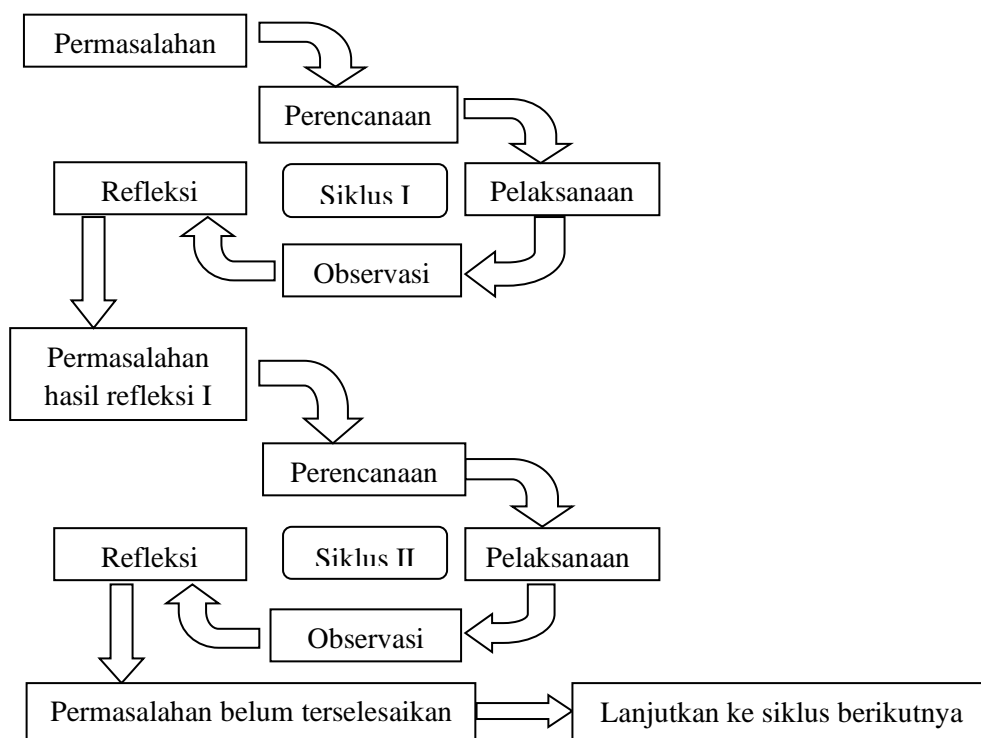 Permasalahan
Perencanaan
Refleksi
Siklus I
Pelaksanaan
Observasi
Permasalahan
hasil refleksi I
Perencanaan
Refleksi
Siklus II
Pelaksanaan
Observasi
Permasalahan belum terselesaikan
Lanjutkan ke siklus berikutnya